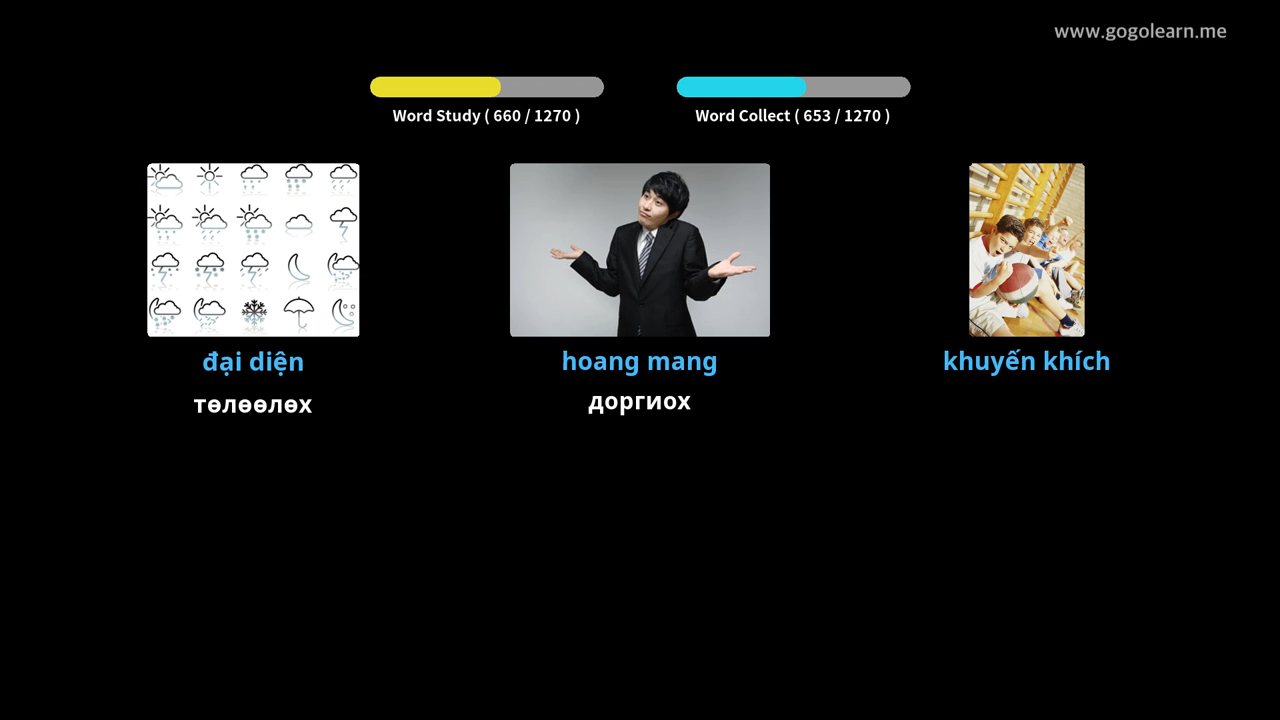 www.gogolearn.me
Word Study ( 660 / 1270 )
Word Collect ( 653 / 1270 )
đại diện
hoang mang
khuyến khích
төлөөлөх
доргиох